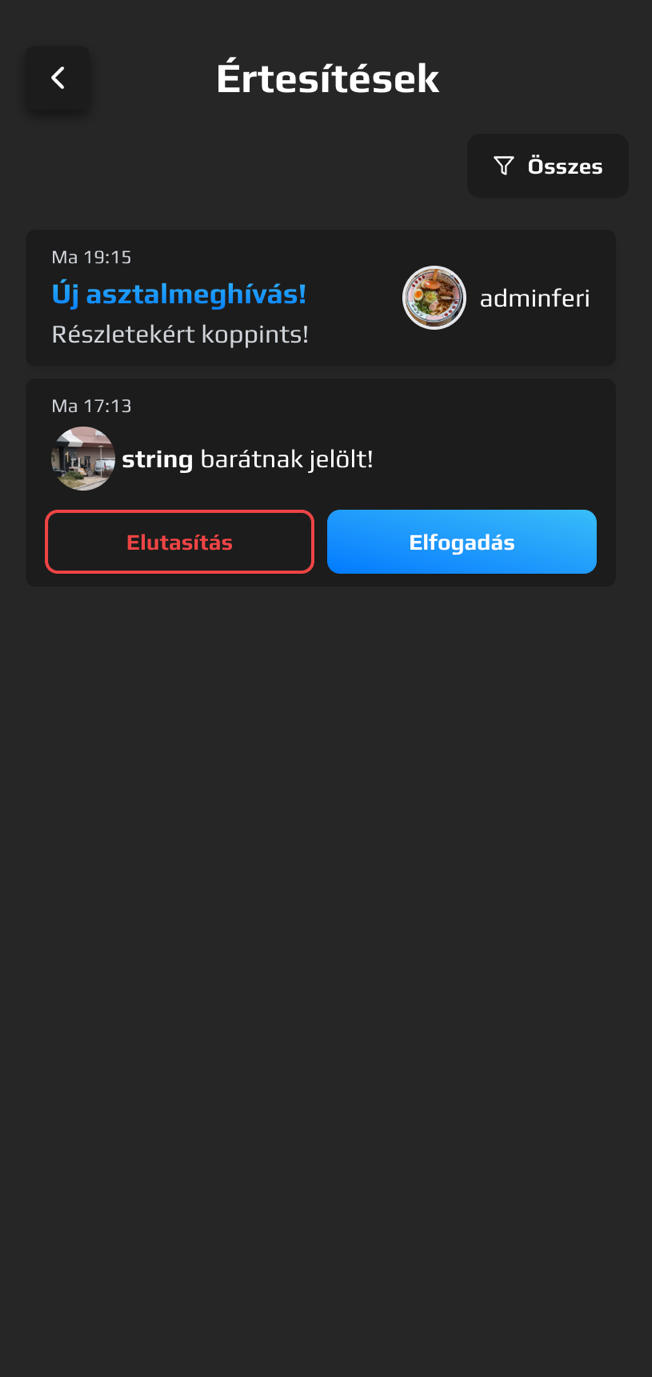 Értesítések
Összes
Ma 19:15
Új asztalmeghívás!
Részletekért koppints!
adminferi
Ma 17:13
string barátnak jelölt!
Elutasítás
Elfogadás